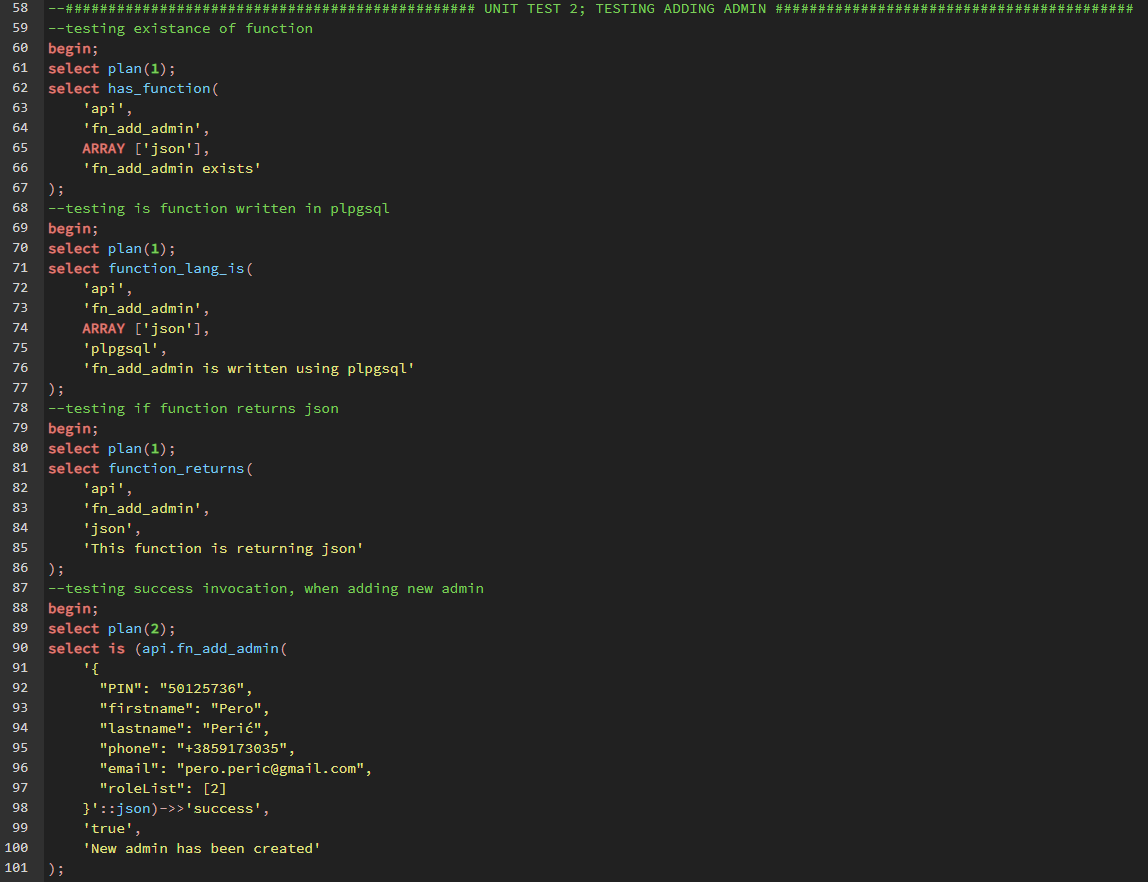 58 --################################################ UNIT TEST 2; TESTING ADDING ADMIN ##########################################
59 --testing existance of function
60 begin;
61 select plan(1);
62 select has_function(
63 'api',
64 'fn_add_admin',
65 ARRAY ['json'],
66 'fn_add_admin exists'
67 );
68 --testing is function written in plpgsql
69 begin;
70 select plan(1);
71 select function_lang_is(
72 'api',
73 'fn_add_admin',
74 ARRAY ['json'],
75 'plpgsql',
76 'fn_add_admin is written using plpgsql'
77 );
78 --testing if function returns json
79 begin;
80 select plan(1);
81 select function_returns(
82 'api',
83 'fn_add_admin',
84 'json',
85 'This function is returning json'
86 );
87 --testing success invocation, when adding new admin
88 begin;
89 select plan(2);
90 select is (api.fn_add_admin(
91 '{
92 "PIN": "50125736",
93 "firstname": "Pero",
94 "lastname": "Perić",
95 "phone": "+3859173035",
96 "email": "pero.peric@gmail.com",
97 "roleList": [2]
98 }'::json)->>'success',
99 'true',
100 'New admin has been created'
101 );